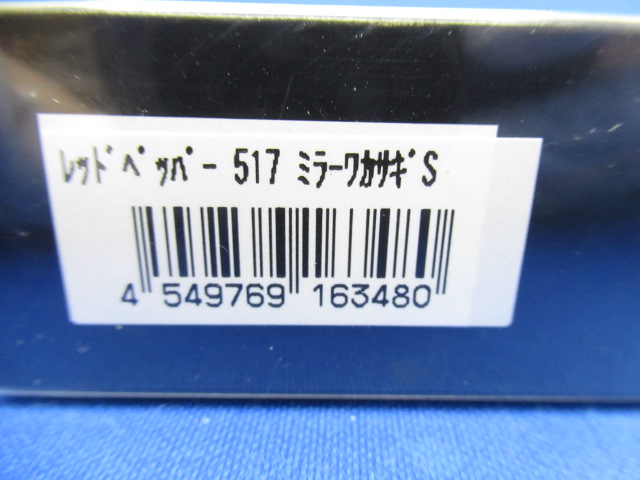 ﾚｯﾄﾞﾍﾟｯﾊﾟｰ 517 ﾐﾗｰﾜｶｻｷﾞS
4 549769 163480